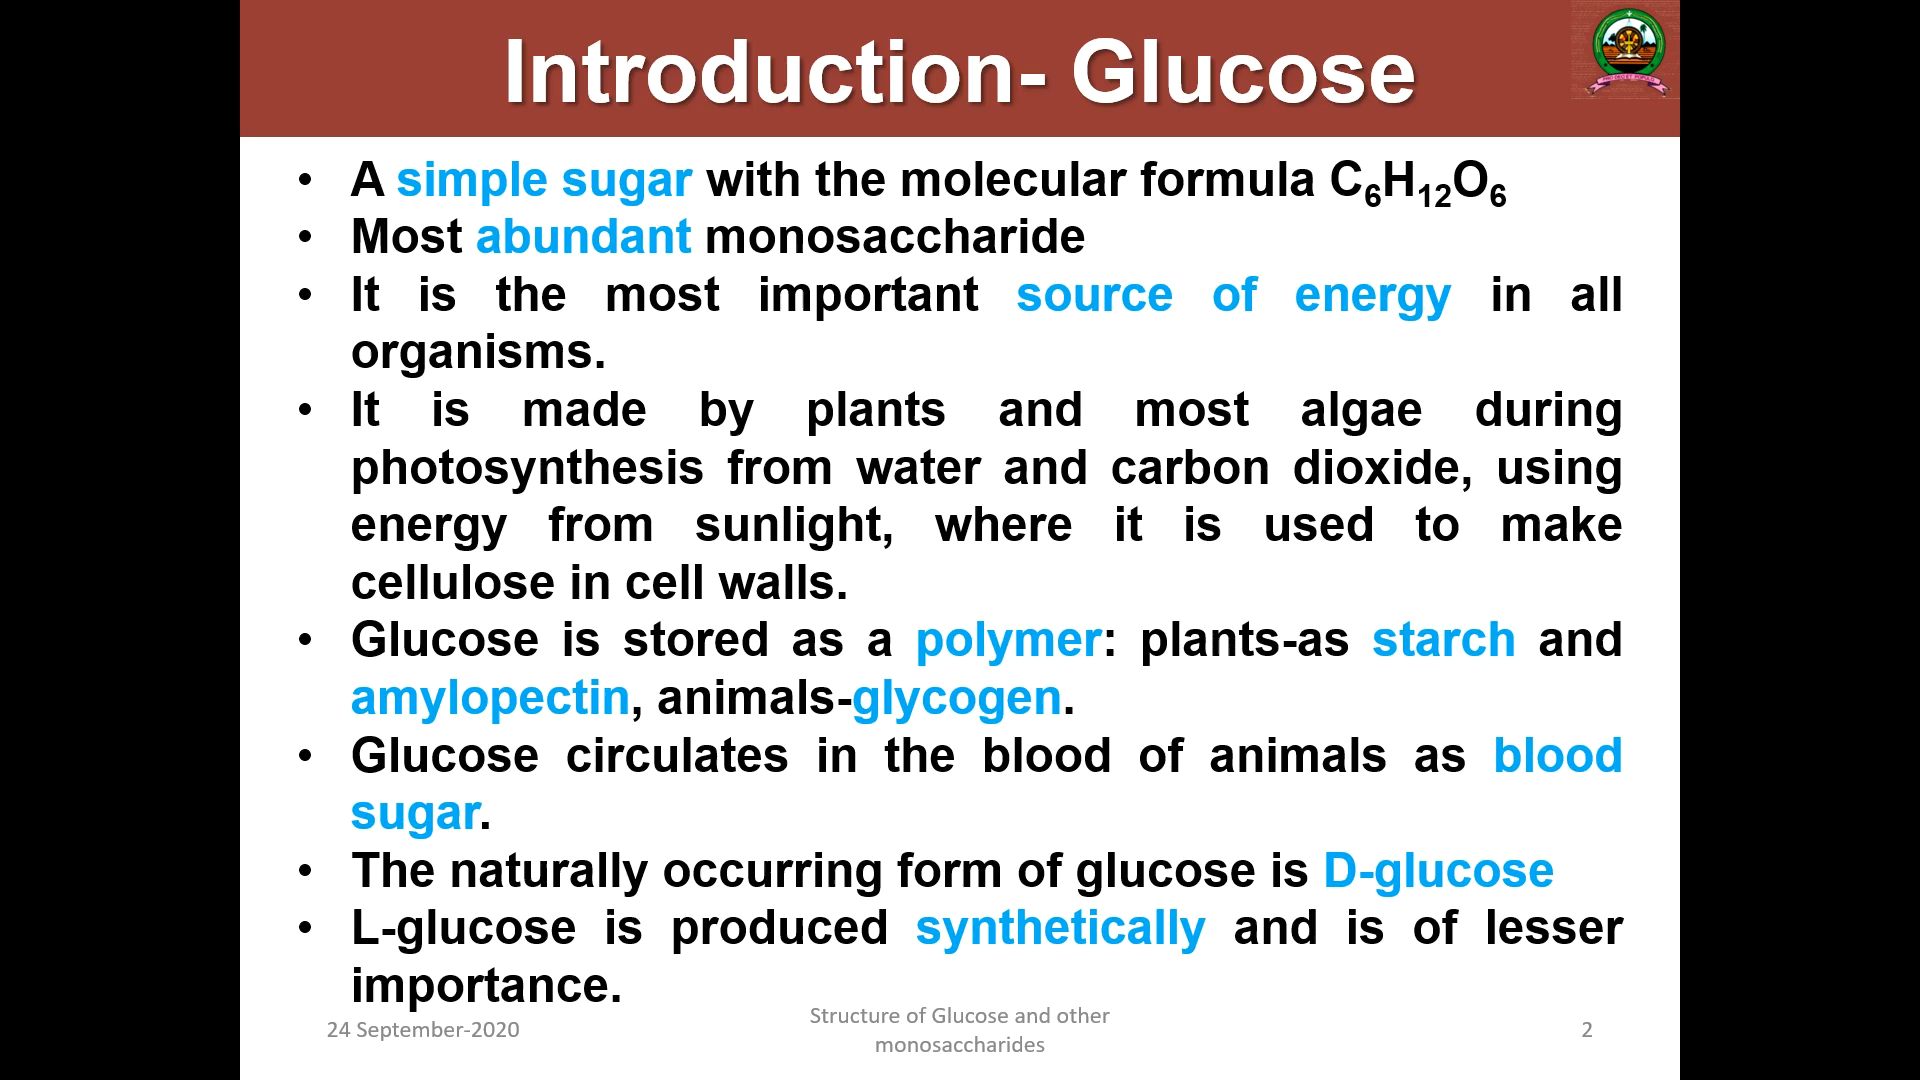 Introduction- Glucose
• A simple sugar with the molecular formula C₆H₁₂O₆
• Most abundant monosaccharide
• It is the most important source of energy in all
organisms.
• It is made by plants and most algae during
photosynthesis from water and carbon dioxide, using
energy from sunlight, where it is used to make
cellulose in cell walls.
• Glucose is stored as a polymer: plants-as starch and
amylopectin, animals-glycogen.
• Glucose circulates in the blood of animals as blood
sugar.
• The naturally occurring form of glucose is D-glucose
• L-glucose is produced synthetically and is of lesser
importance.
24 September-2020
Structure of Glucose and other
monosaccharides
2